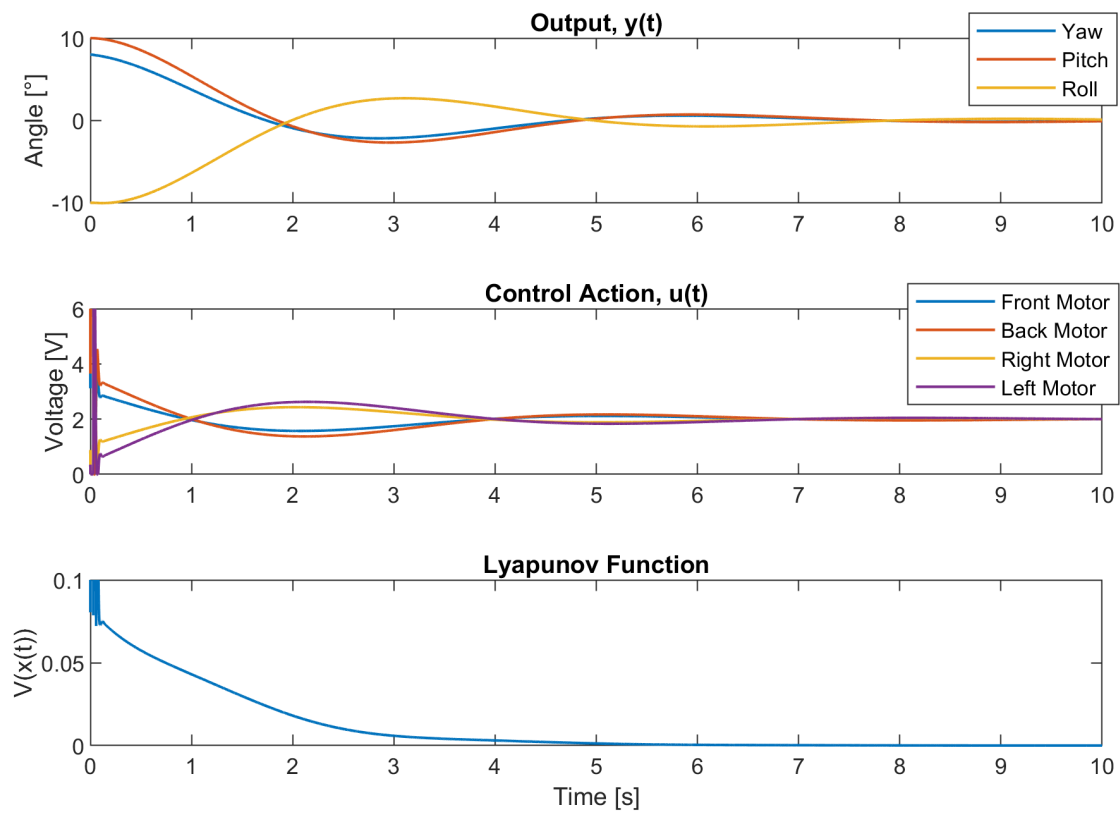 Output, y(t)
Yaw
Pitch
Roll
Angle [°]
10
0
-10
0 1 2 3 4 5 6 7 8 9 10
Control Action, u(t)
Front Motor
Back Motor
Right Motor
Left Motor
Voltage [V]
6
4
2
0
0 1 2 3 4 5 6 7 8 9 10
Lyapunov Function
V(x(t))
0.1
0.05
0
0 1 2 3 4 5 6 7 8 9 10
Time [s]